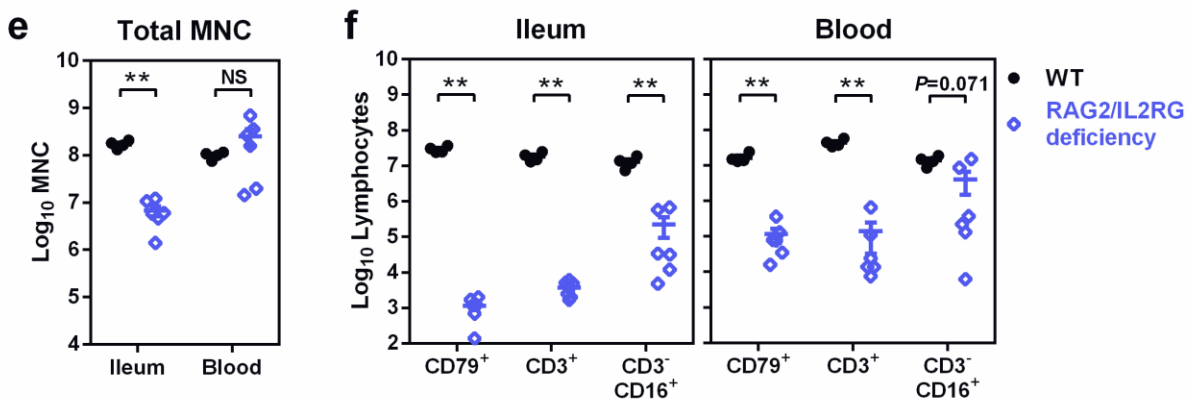 e
Total MNC
f
Ileum
Blood
10
9
8
7
6
5
4
Log10 MNC
**
NS
Ileum
Blood
10
9
8
7
6
5
4
3
2
Log10 Lymphocytes
**
**
**
**
**
P=0.071
CD79+
CD3+
CD3-
CD16+
CD79+
CD3+
CD3-
CD16+
WT
RAG2/IL2RG
deficiency